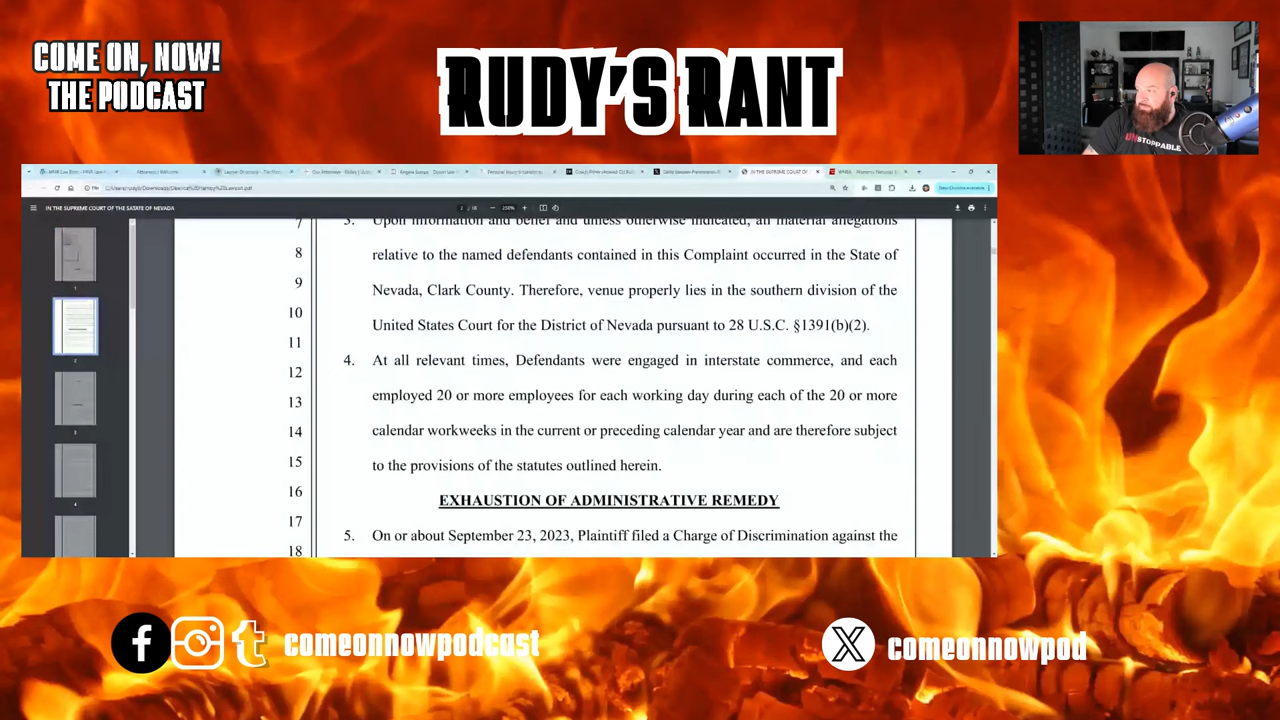 COME ON, NOW!
THE PODCAST
RUDY'S RANT
UNSTOPPABLE
IN THE SUPREME COURT OF THE SATATE OF NEVADA
7 3. Upon information and belief and unless otherwise indicated, all material allegations
8 relative to the named defendants contained in this Complaint occurred in the State of
9 Nevada, Clark County. Therefore, venue properly lies in the southern division of the
10 United States Court for the District of Nevada pursuant to 28 U.S.C. §1391(b)(2).
11
12 4. At all relevant times, Defendants were engaged in interstate commerce, and each
13 employed 20 or more employees for each working day during each of the 20 or more
14 calendar workweeks in the current or preceding calendar year and are therefore subject
15 to the provisions of the statutes outlined herein.
16 EXHAUSTION OF ADMINISTRATIVE REMEDY
17
18 5. On or about September 23, 2023, Plaintiff filed a Charge of Discrimination against the
1
2
3
4
comeonnowpodcast
comeonnowpod